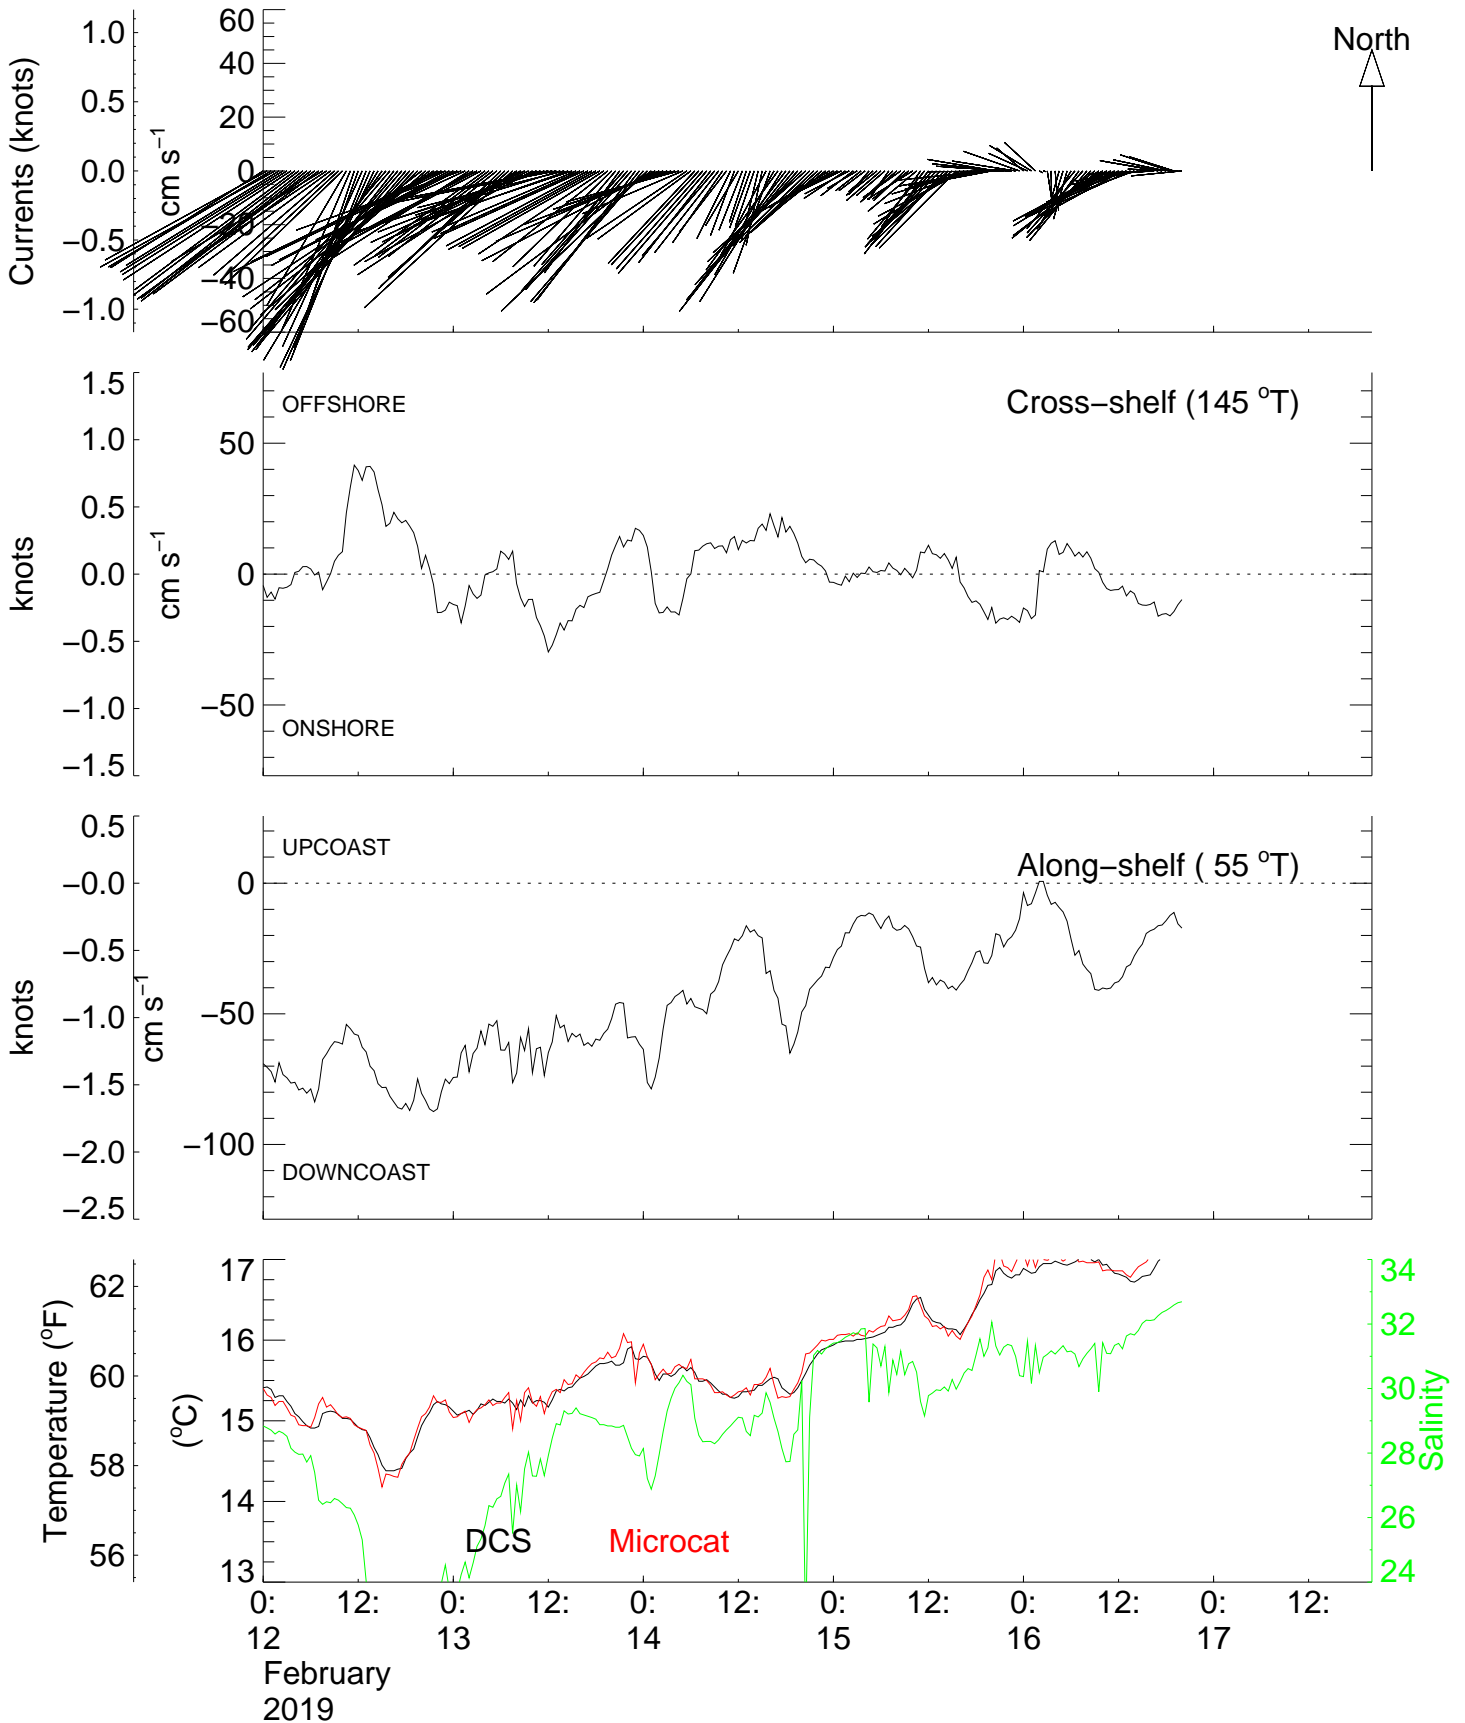 North
Currents (knots)
1.0
0.5
0.0
−0.5
−1.0
cm s−1
60
40
20
0
−20
−40
−60
OFFSHORE
Cross−shelf (145 oT)
ONSHORE
knots
1.5
1.0
0.5
0.0
−0.5
−1.0
−1.5
cm s−1
50
0
−50
UPCOAST
Along−shelf ( 55 oT)
DOWNCOAST
knots
0.5
−0.0
−0.5
−1.0
−1.5
−2.0
−2.5
cm s−1
0
−50
−100
Temperature (oF)
62
60
58
56
(oC)
17
16
15
14
13
DCS
Microcat
34
32
30
28
26
24
Salinity
0: 12: 0: 12: 0: 12: 0: 12: 0: 12: 0: 12:
12 13 14 15 16 17
February
2019